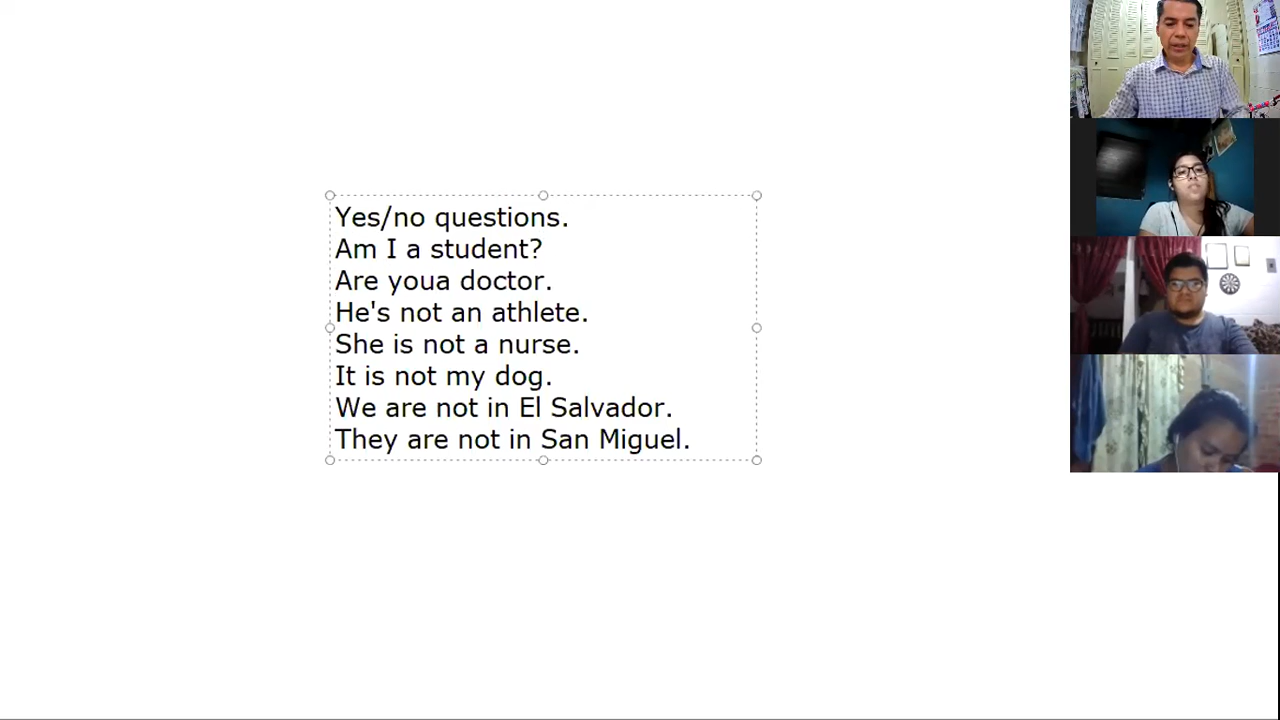 Yes/no questions.
Am I a student?
Are youa doctor.
He's not an athlete.
She is not a nurse.
It is not my dog.
We are not in El Salvador.
They are not in San Miguel.